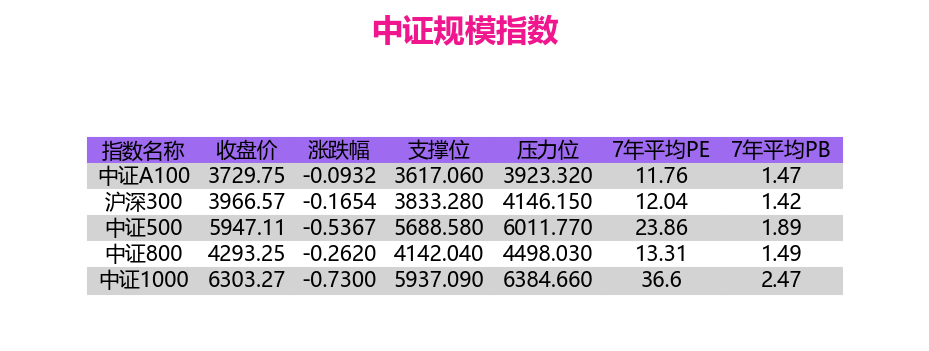 中证规模指数
指数名称 收盘价 涨跌幅 支撑位 压力位 7年平均PE 7年平均PB
中证A100 3729.75 -0.0932 3617.060 3923.320 11.76 1.47
沪深300 3966.57 -0.1654 3833.280 4146.150 12.04 1.42
中证500 5947.11 -0.5367 5688.580 6011.770 23.86 1.89
中证800 4293.25 -0.2620 4142.040 4498.030 13.31 1.49
中证1000 6303.27 -0.7300 5937.090 6384.660 36.6 2.47